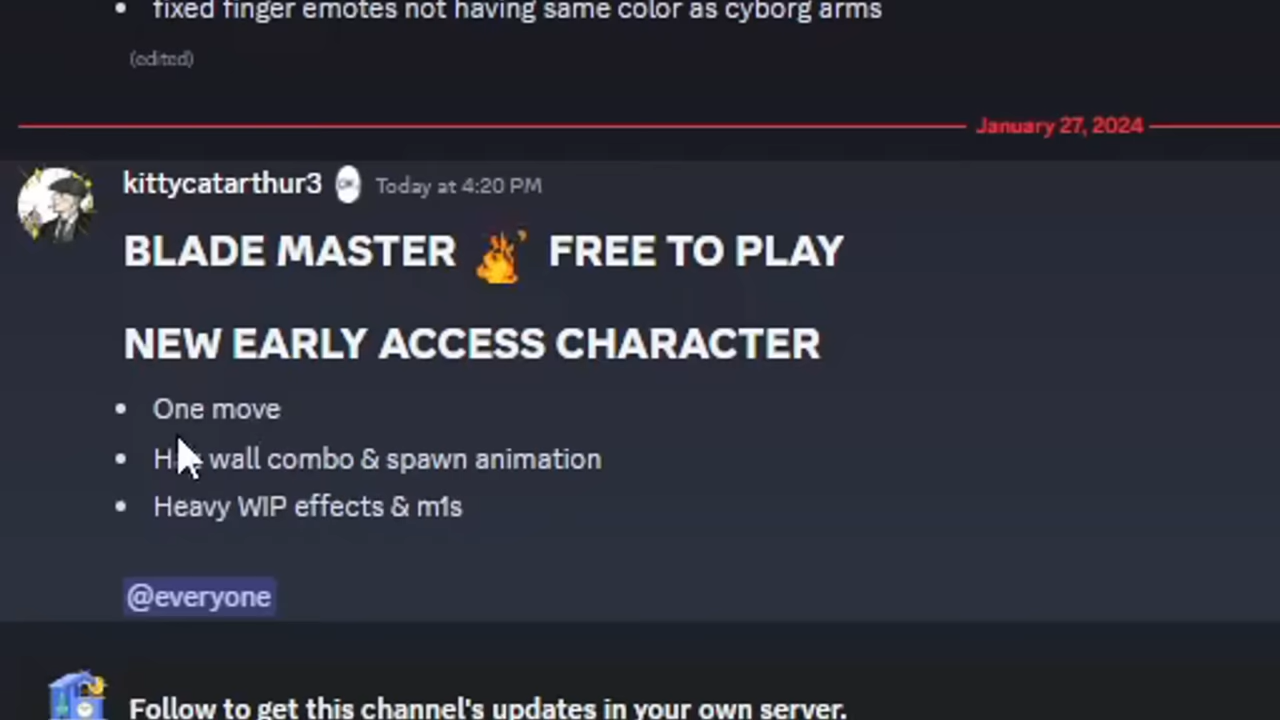 fixed finger emotes not having same color as cyborg arms
(edited)
January 27, 2024
kittycatarthur3 Today at 4:20 PM
BLADE MASTER 🔥 FREE TO PLAY
NEW EARLY ACCESS CHARACTER
One move
wall combo & spawn animation
Heavy WIP effects & m1s
@everyone
Follow to get this channel's updates in your own server.